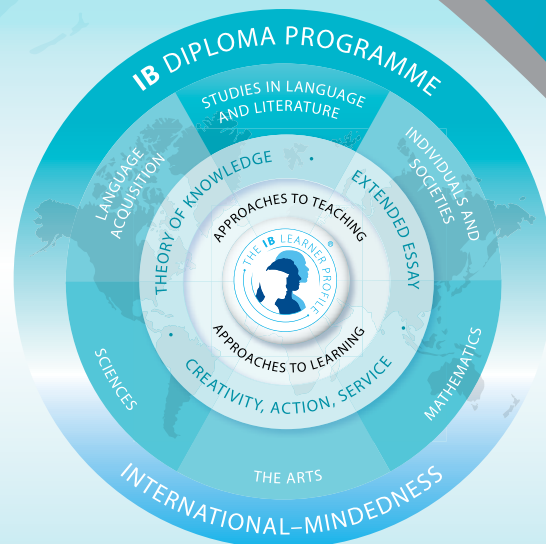 IB DIPLOMA PROGRAMME
STUDIES IN LANGUAGE
AND LITERATURE
LANGUAGE
ACQUISITION
INDIVIDUALS AND
SOCIETIES
THEORY OF KNOWLEDGE
EXTENDED ESSAY
APPROACHES TO TEACHING
• THE IB LEARNER PROFILE •
®
APPROACHES TO LEARNING
CREATIVITY, ACTION, SERVICE
SCIENCES
MATHEMATICS
THE ARTS
INTERNATIONAL–MINDEDNESS